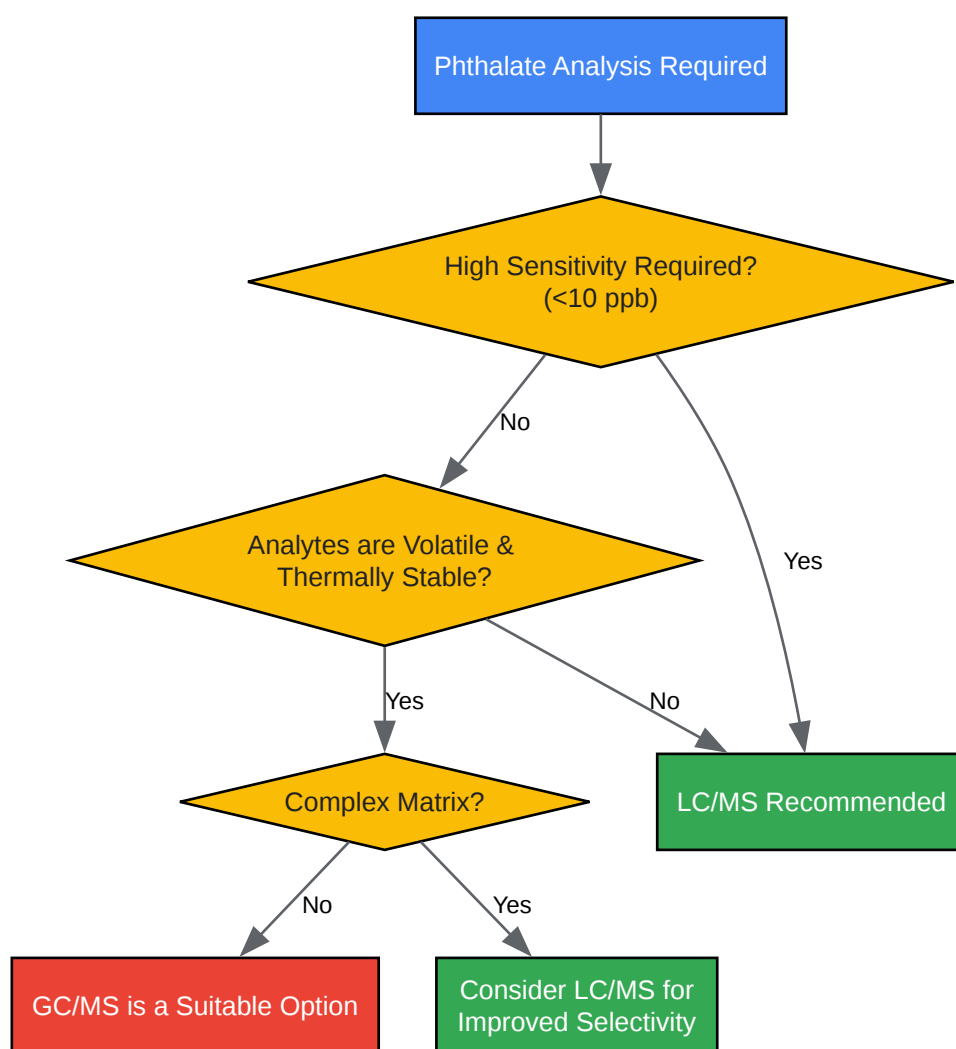 Phthalate Analysis Required
High Sensitivity Required?
(<10 ppb)
No
Yes
Analytes are Volatile &
Thermally Stable?
Yes
No
Complex Matrix?
LC/MS Recommended
No
Yes
GC/MS is a Suitable Option
Consider LC/MS for
Improved Selectivity